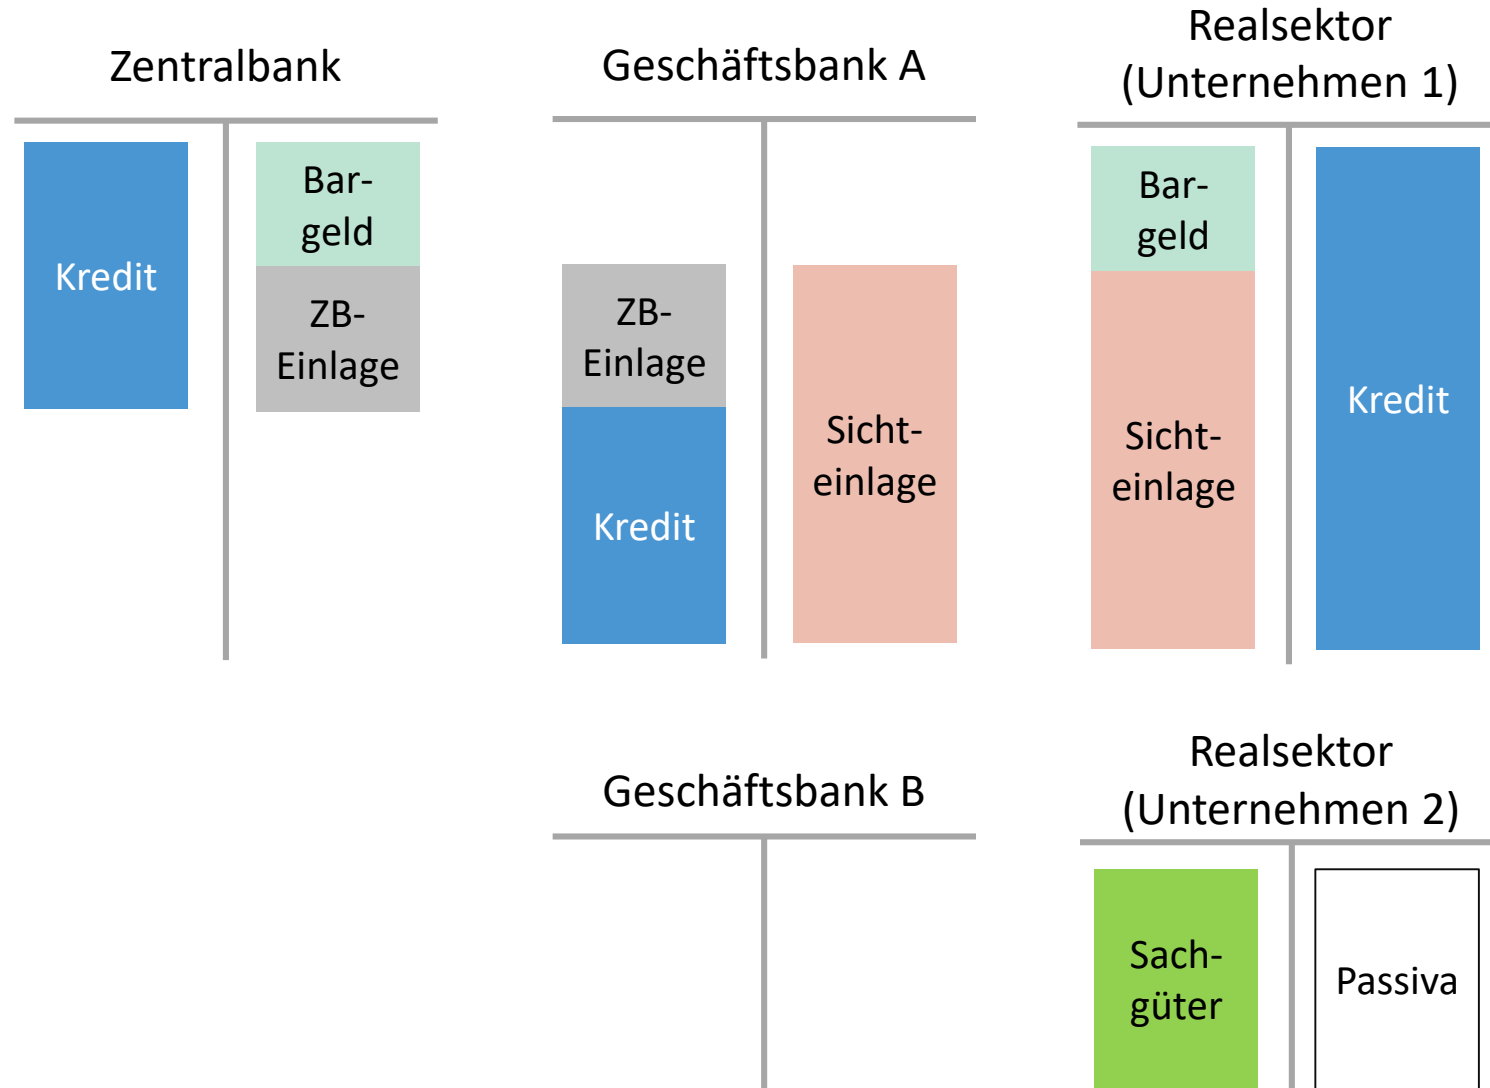 Zentralbank
Kredit
Bar-
geld
ZB-
Einlage
Geschäftsbank A
ZB-
Einlage
Kredit
Sicht-
einlage
Realsektor
(Unternehmen 1)
Bar-
geld
Sicht-
einlage
Kredit
Geschäftsbank B
Realsektor
(Unternehmen 2)
Sach-
güter
Passiva